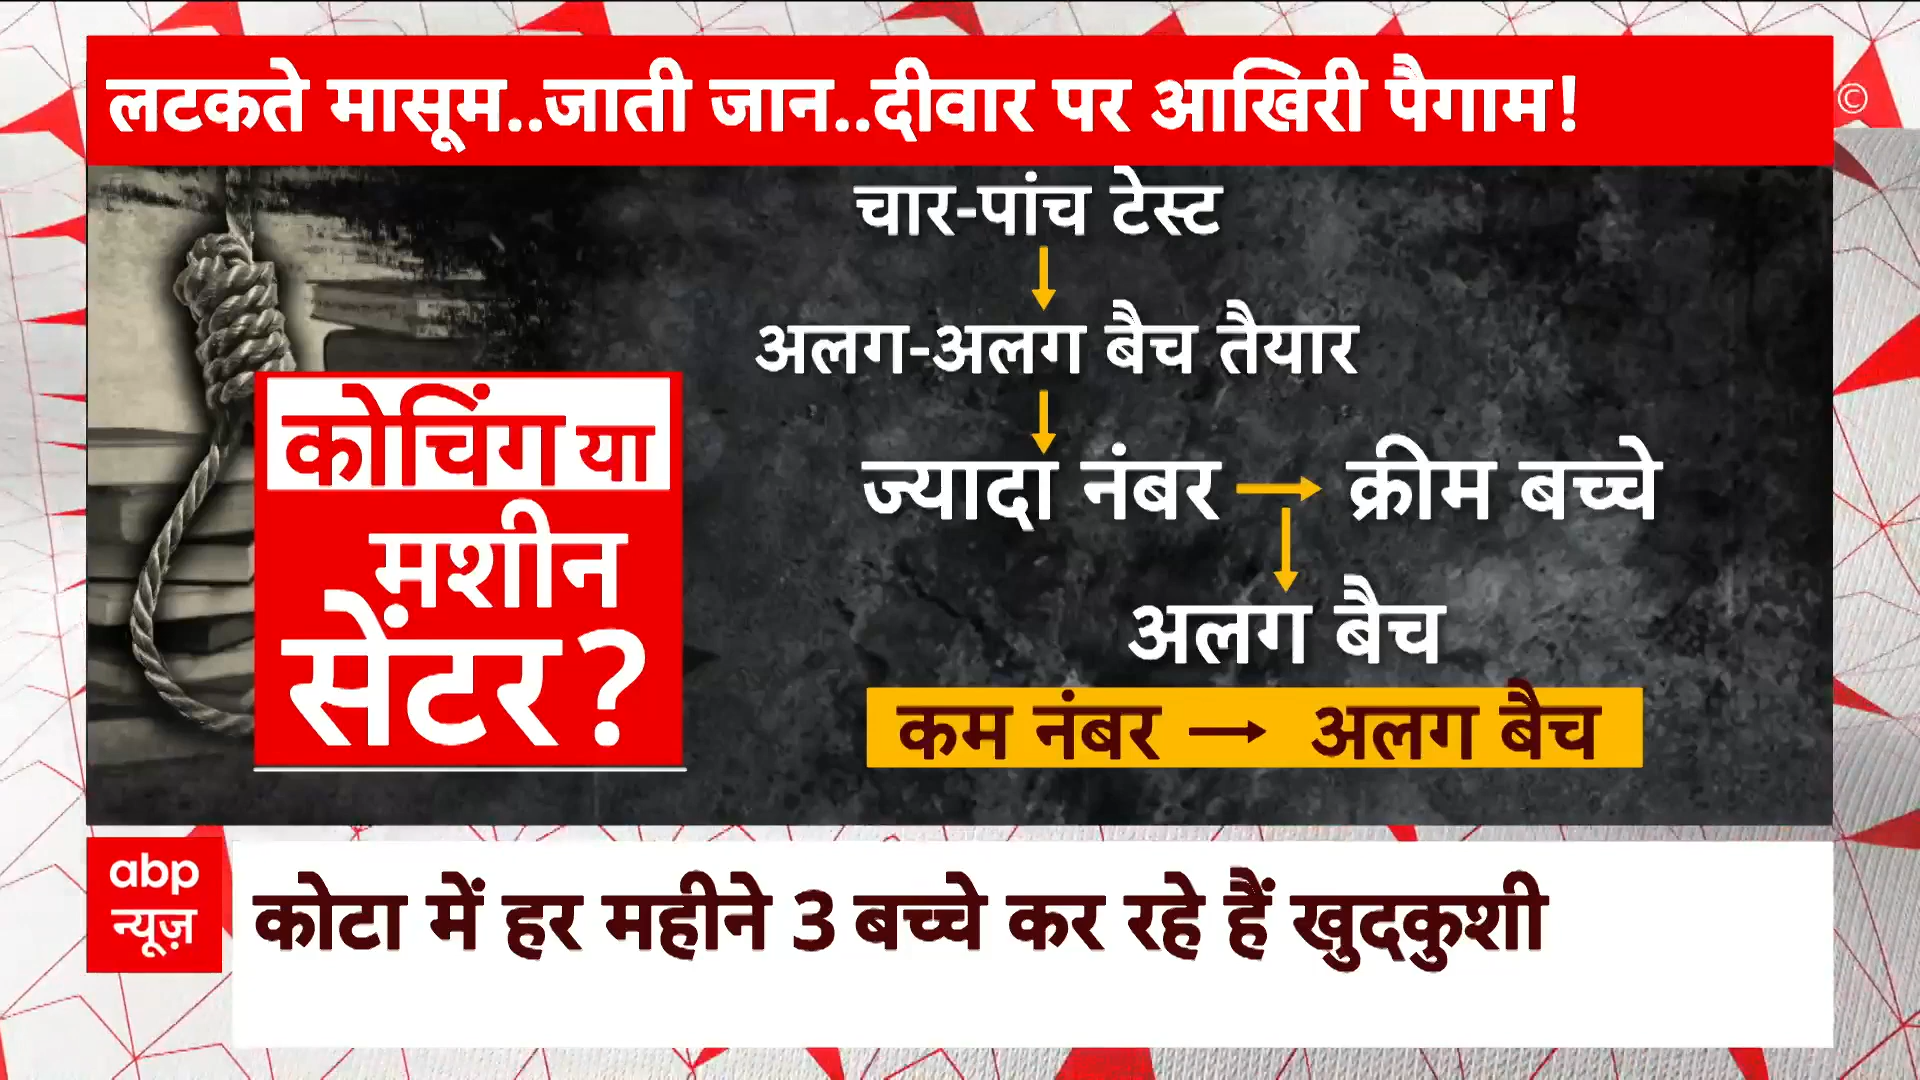 लटकते मासूम..जाती जान..दीवार पर आखिरी पैगाम!
©
चार-पांच टेस्ट
अलग-अलग बैच तैयार
ज्यादा नंबर → क्रीम बच्चे
अलग बैच
कम नंबर → अलग बैच
कोचिंग या
मशीन
सेंटर?
abp
न्यूज़
कोटा में हर महीने 3 बच्चे कर रहे हैं खुदकुशी